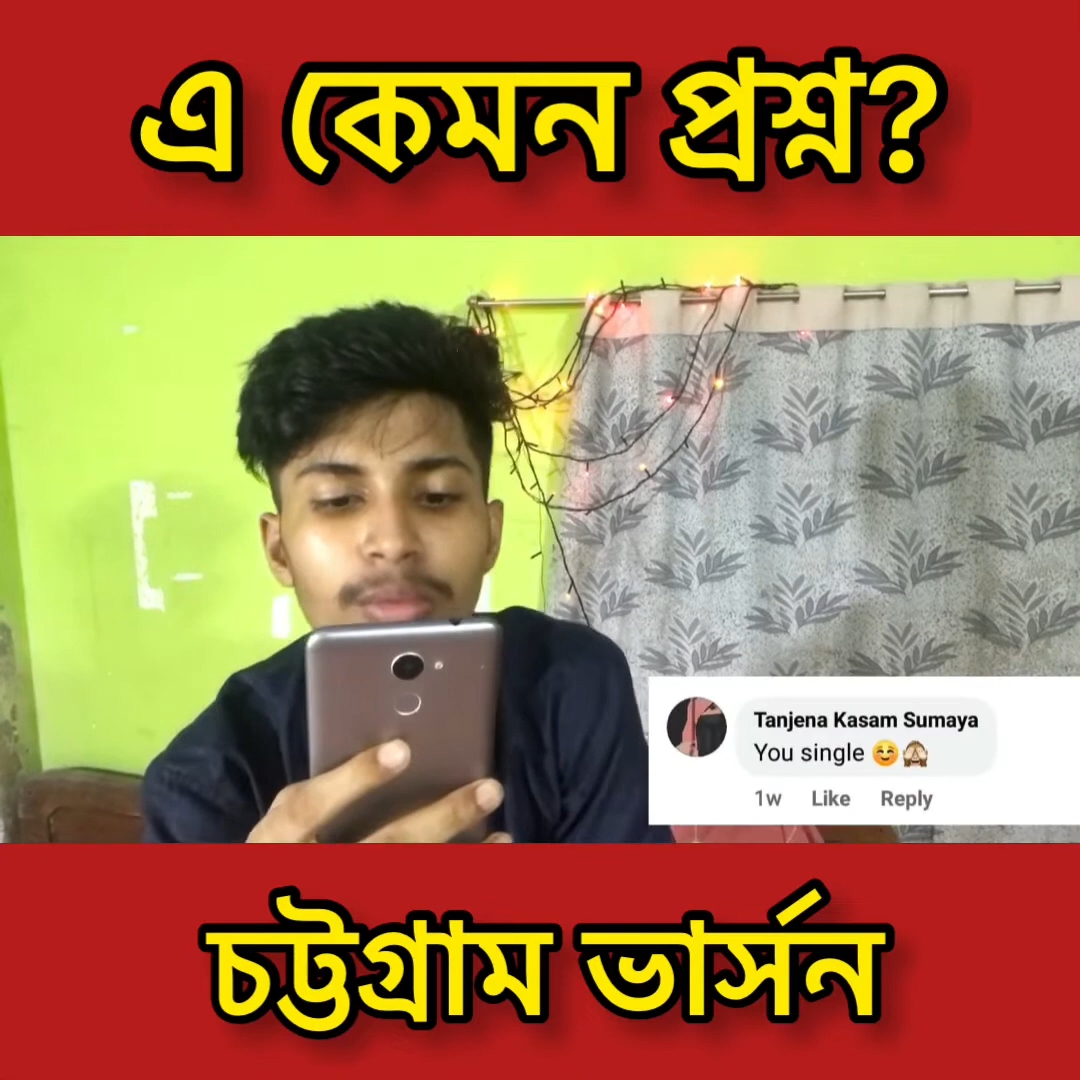 এ কেমন প্রশ্ন?
Tanjena Kasam Sumaya
You single ☺️🙈
1w Like Reply
চট্টগ্রাম ভার্সন